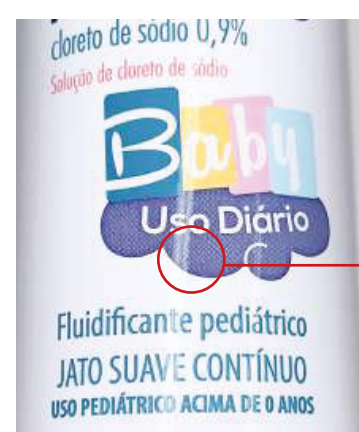 cloreto de sódio 0,9%
Solução de cloreto de sódio
Baby
Uso Diário
Fluidificante pediátrico
JATO SUAVE CONTÍNUO
USO PEDIÁTRICO ACIMA DE 0 ANOS